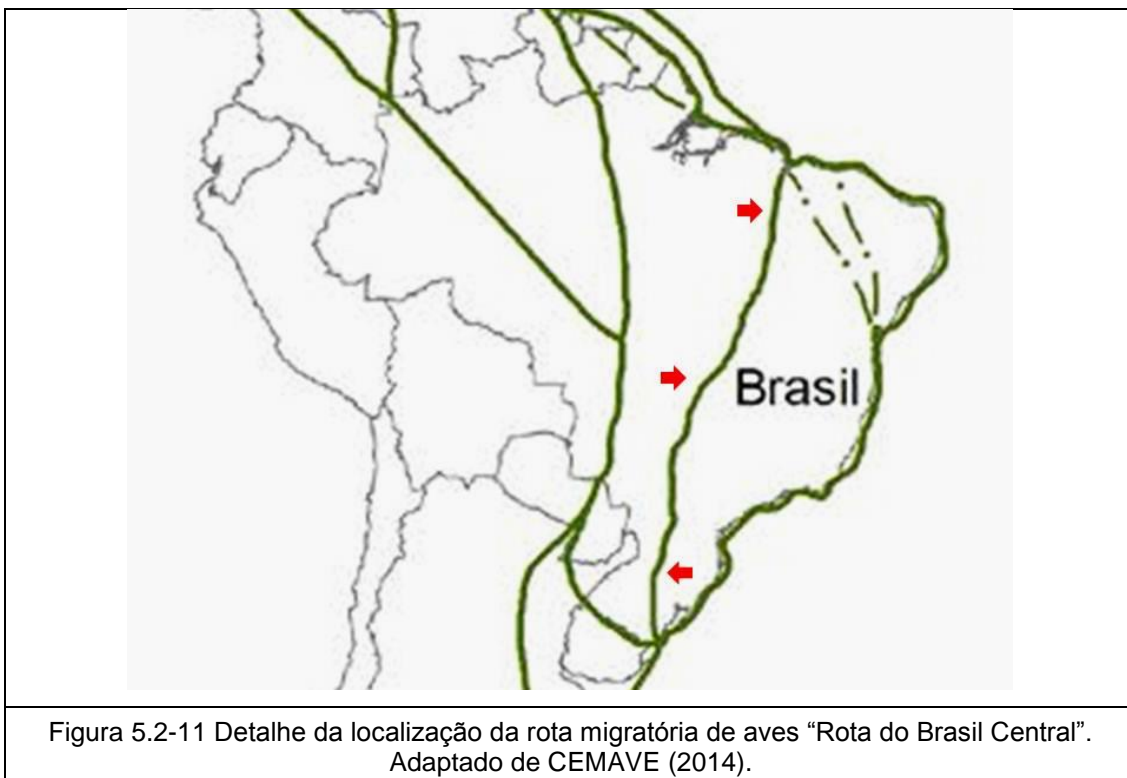 Brasil
Figura 5.2-11 Detalhe da localização da rota migratória de aves “Rota do Brasil Central”.
Adaptado de CEMAVE (2014).